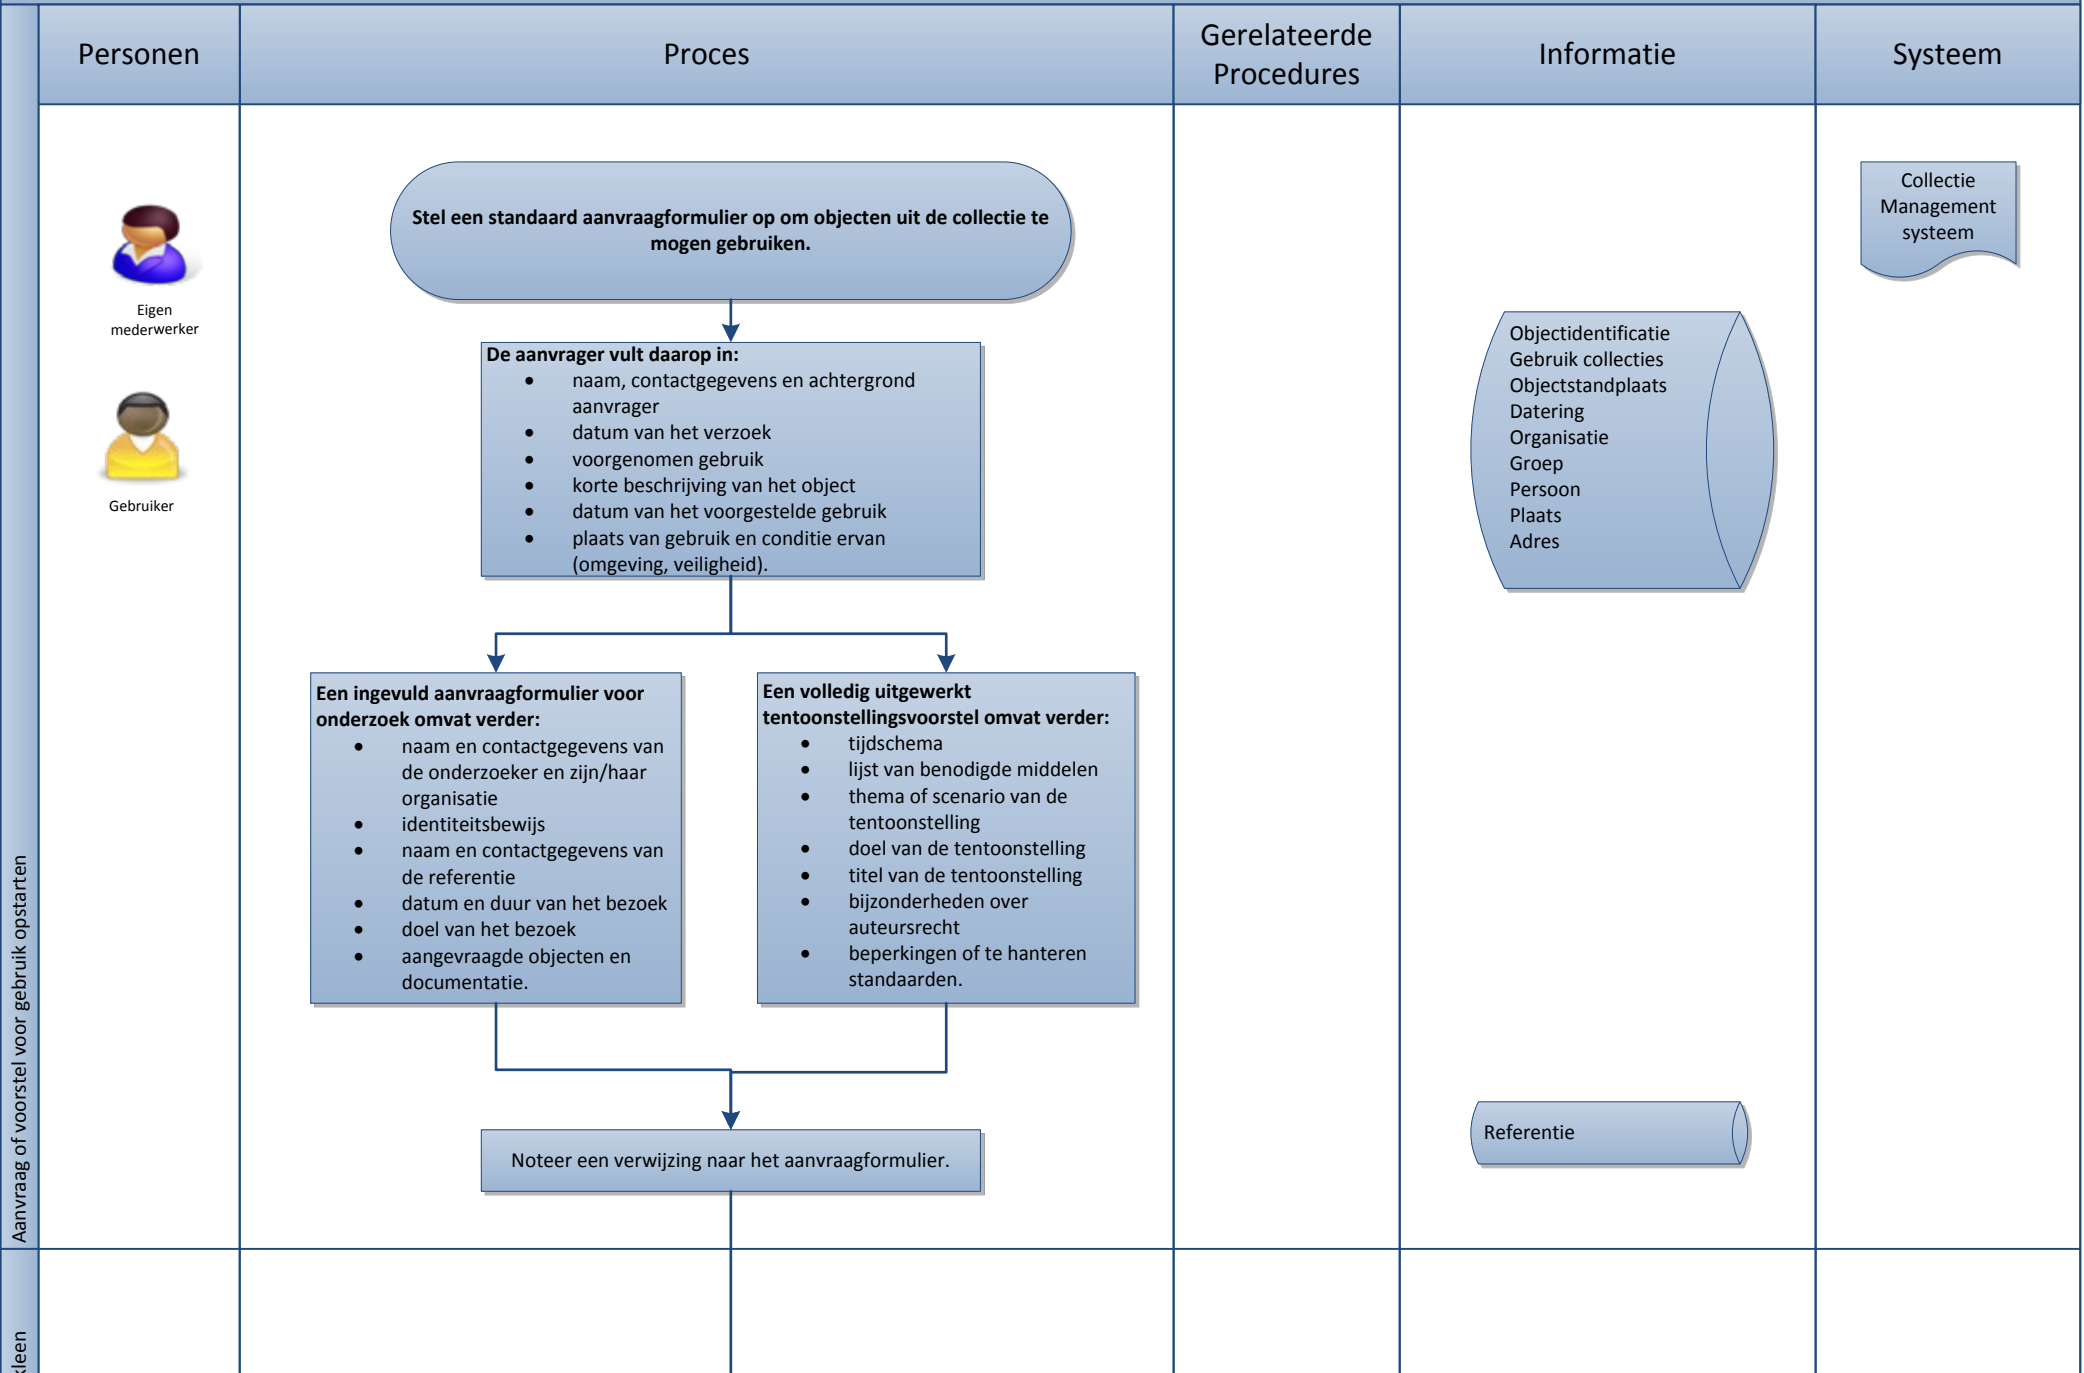 Personen
Proces
Gerelateerde
Procedures
Informatie
Systeem
Aanvraag of voorstel voor gebruik opstarten
Eigen
mederwerker
Gebruiker
Stel een standaard aanvraagformulier op om objecten uit de collectie te
mogen gebruiken.
De aanvrager vult daarop in:
• naam, contactgegevens en achtergrond
aanvrager
• datum van het verzoek
• voorgenomen gebruik
• korte beschrijving van het object
• datum van het voorgestelde gebruik
• plaats van gebruik en conditie ervan
(omgeving, veiligheid).
Een ingevuld aanvraagformulier voor
onderzoek omvat verder:
• naam en contactgegevens van
de onderzoeker en zijn/haar
organisatie
• identiteitsbewijs
• naam en contactgegevens van
de referentie
• datum en duur van het bezoek
• doel van het bezoek
• aangevraagde objecten en
documentatie.
Een volledig uitgewerkt
tentoonstellingsvoorstel omvat verder:
• tijdschema
• lijst van benodigde middelen
• thema of scenario van de
tentoonstelling
• doel van de tentoonstelling
• titel van de tentoonstelling
• bijzonderheden over
auteursrecht
• beperkingen of te hanteren
standaarden.
Noteer een verwijzing naar het aanvraagformulier.
Objectidentificatie
Gebruik collecties
Objectstandplaats
Datering
Organisatie
Groep
Persoon
Plaats
Adres
Referentie
Collectie
Management
systeem